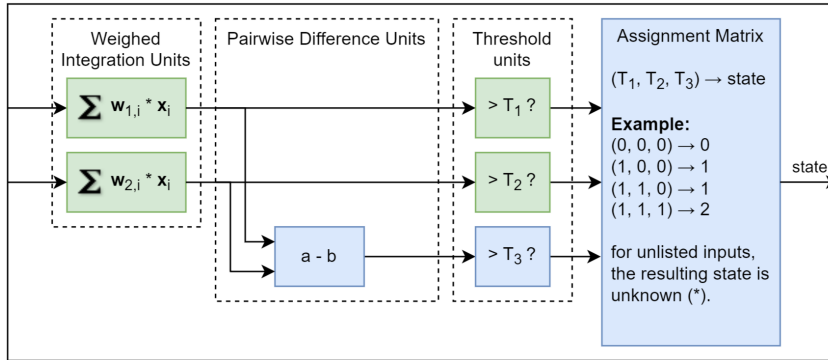 Weighed
Integration Units
Pairwise Difference Units
Threshold
units
Assignment Matrix
∑ w1,i * xi
> T1 ?
(T1, T2, T3) → state
Example:
(0, 0, 0) → 0
(1, 0, 0) → 1
(1, 1, 0) → 1
(1, 1, 1) → 2
∑ w2,i * xi
> T2 ?
state
a - b
> T3 ?
for unlisted inputs,
the resulting state is
unknown (*).